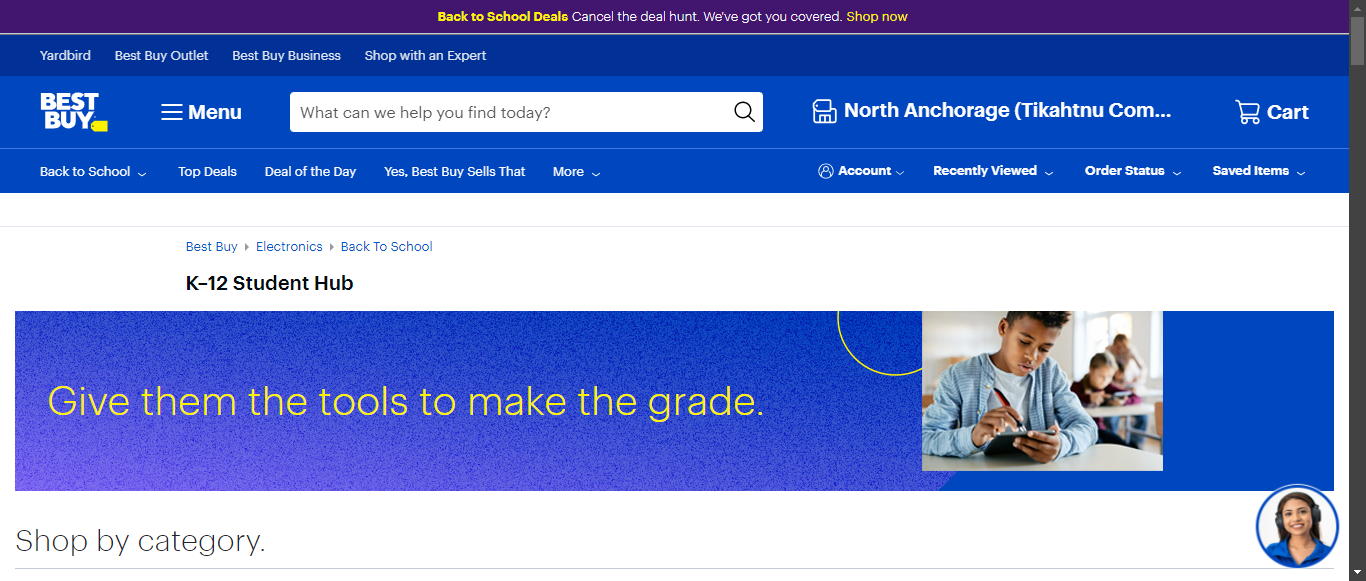 Back to School Deals Cancel the deal hunt. We've got you covered. Shop now
Yardbird Best Buy Outlet Best Buy Business Shop with an Expert
BEST
BUY
Menu
What can we help you find today?
North Anchorage (Tikahtnu Com...
Cart
Back to School Top Deals Deal of the Day Yes, Best Buy Sells That More
Account Recently Viewed Order Status Saved Items
Best Buy Electronics Back To School
K–12 Student Hub
Give them the tools to make the grade.
Shop by category.